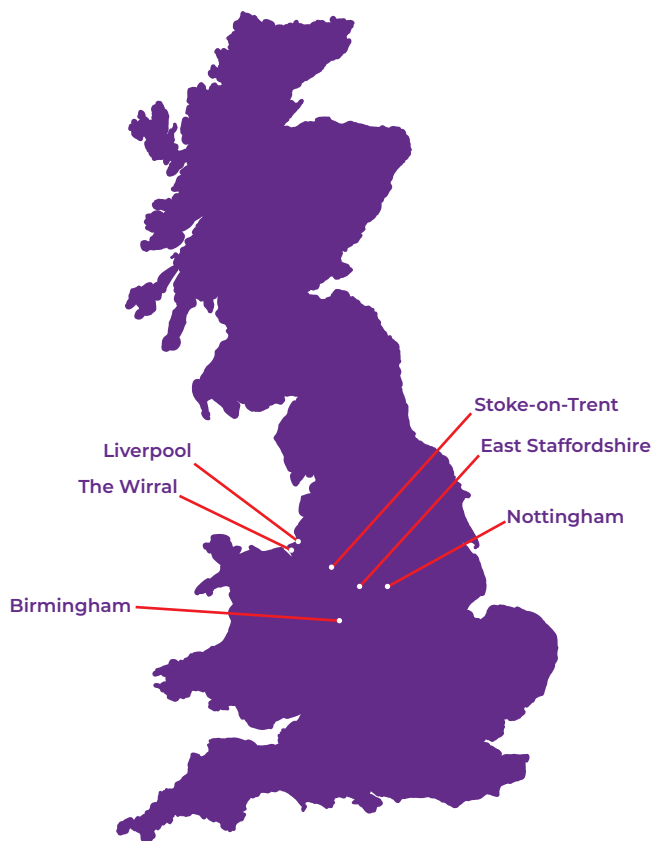 Stoke-on-Trent
East Staffordshire
Liverpool
The Wirral
Nottingham
Birmingham